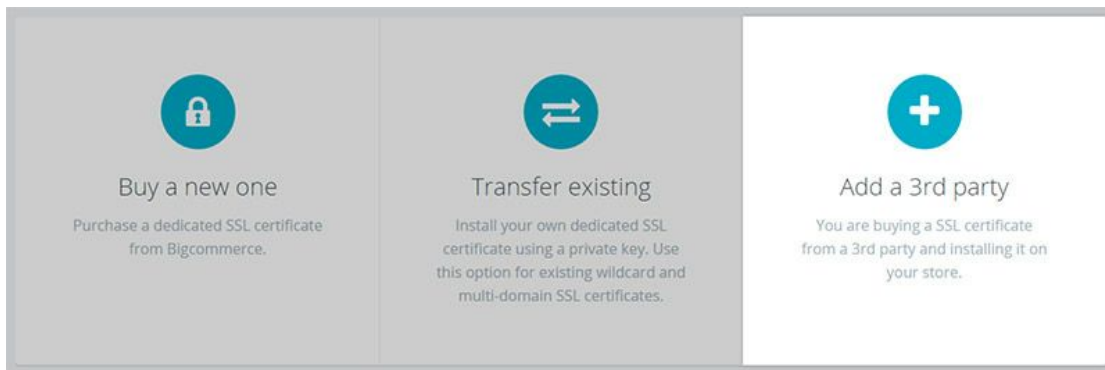 Buy a new one
Purchase a dedicated SSL certificate
from Bigcommerce.
Transfer existing
Install your own dedicated SSL
certificate using a private key. Use
this option for existing wildcard and
multi-domain SSL certificates.
Add a 3rd party
You are buying a SSL certificate
from a 3rd party and installing it on
your store.